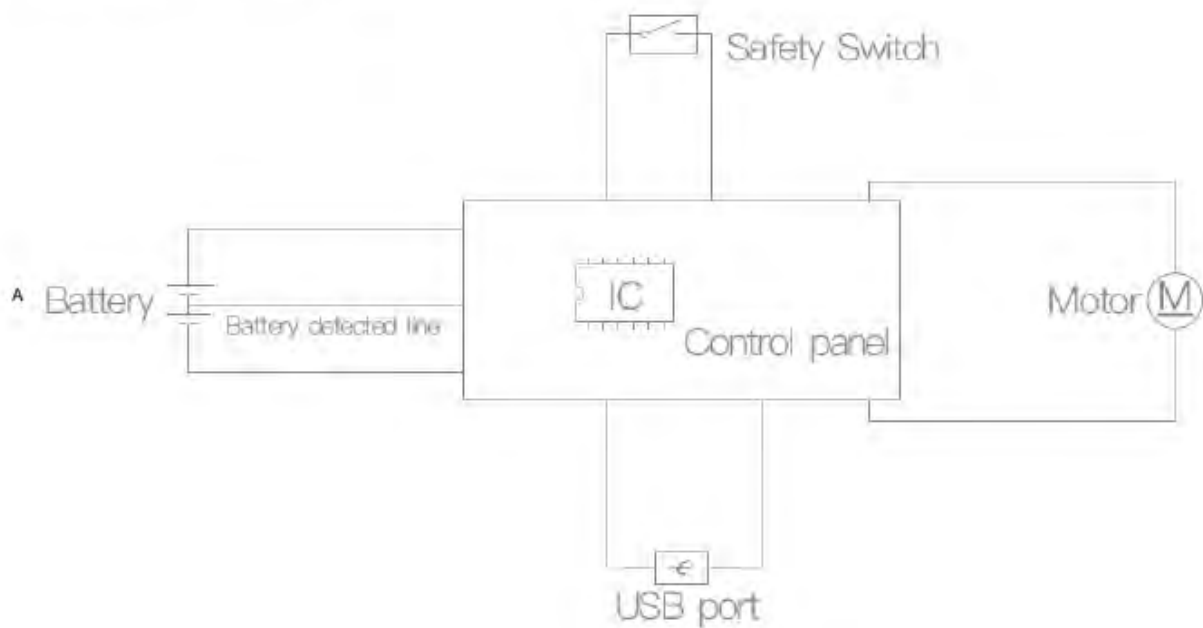 Safety Switch
A
Battery
Battery detected line
IC
Control panel
Motor
M
USB port